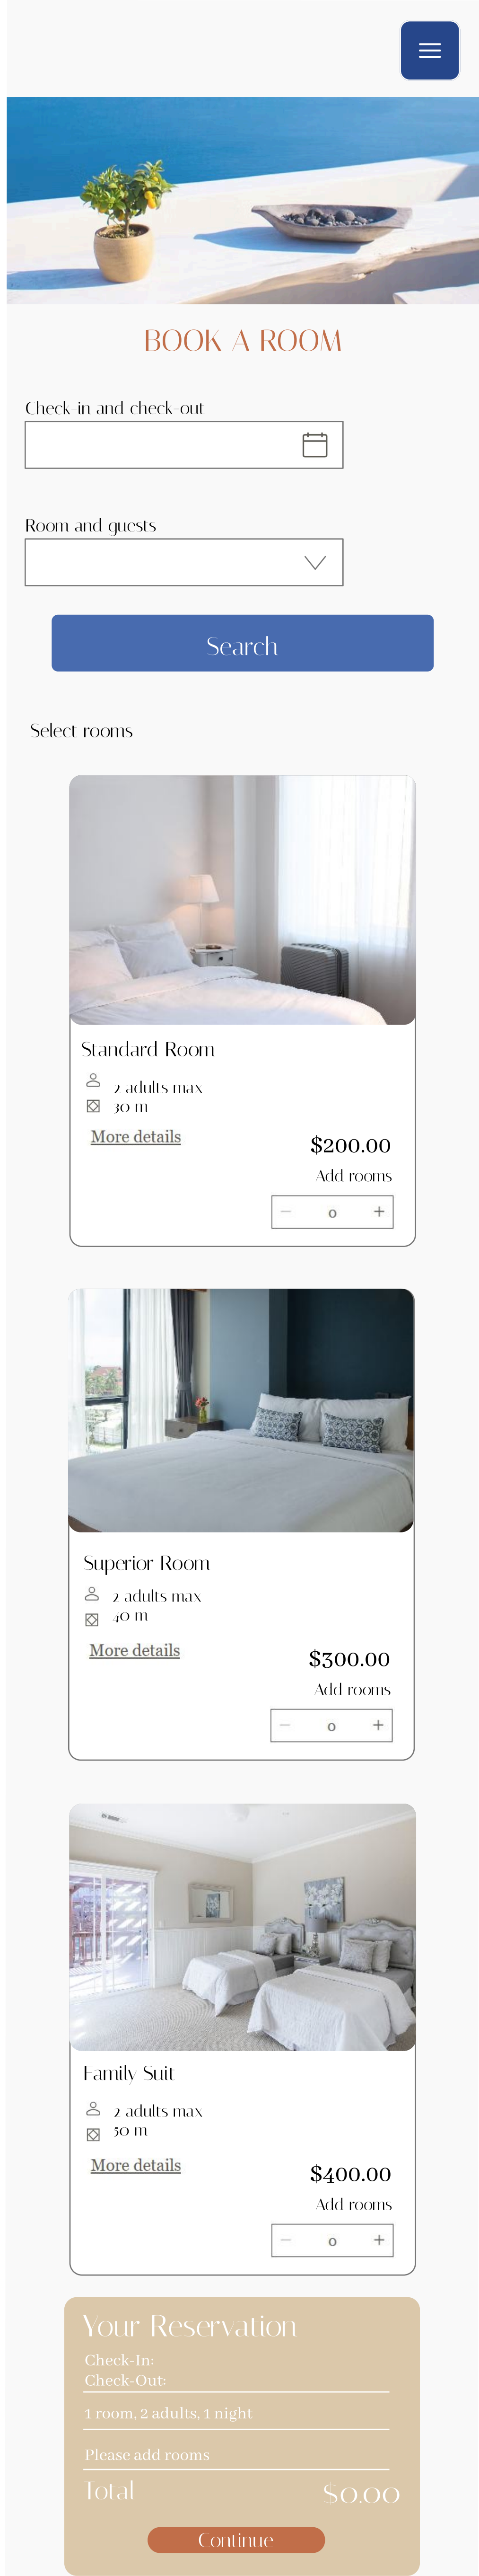 BOOK A ROOM
Check-in and check-out
Room and guests
Search
Select rooms
Standard Room
2 adults max
30 m
More details
$200.00
Add rooms
0
Superior Room
2 adults max
40 m
More details
$300.00
Add rooms
0
Family Suit
2 adults max
50 m
More details
$400.00
Add rooms
0
Your Reservation
Check-In:
Check-Out:
1 room, 2 adults, 1 night
Please add rooms
Total $0.00
Continue